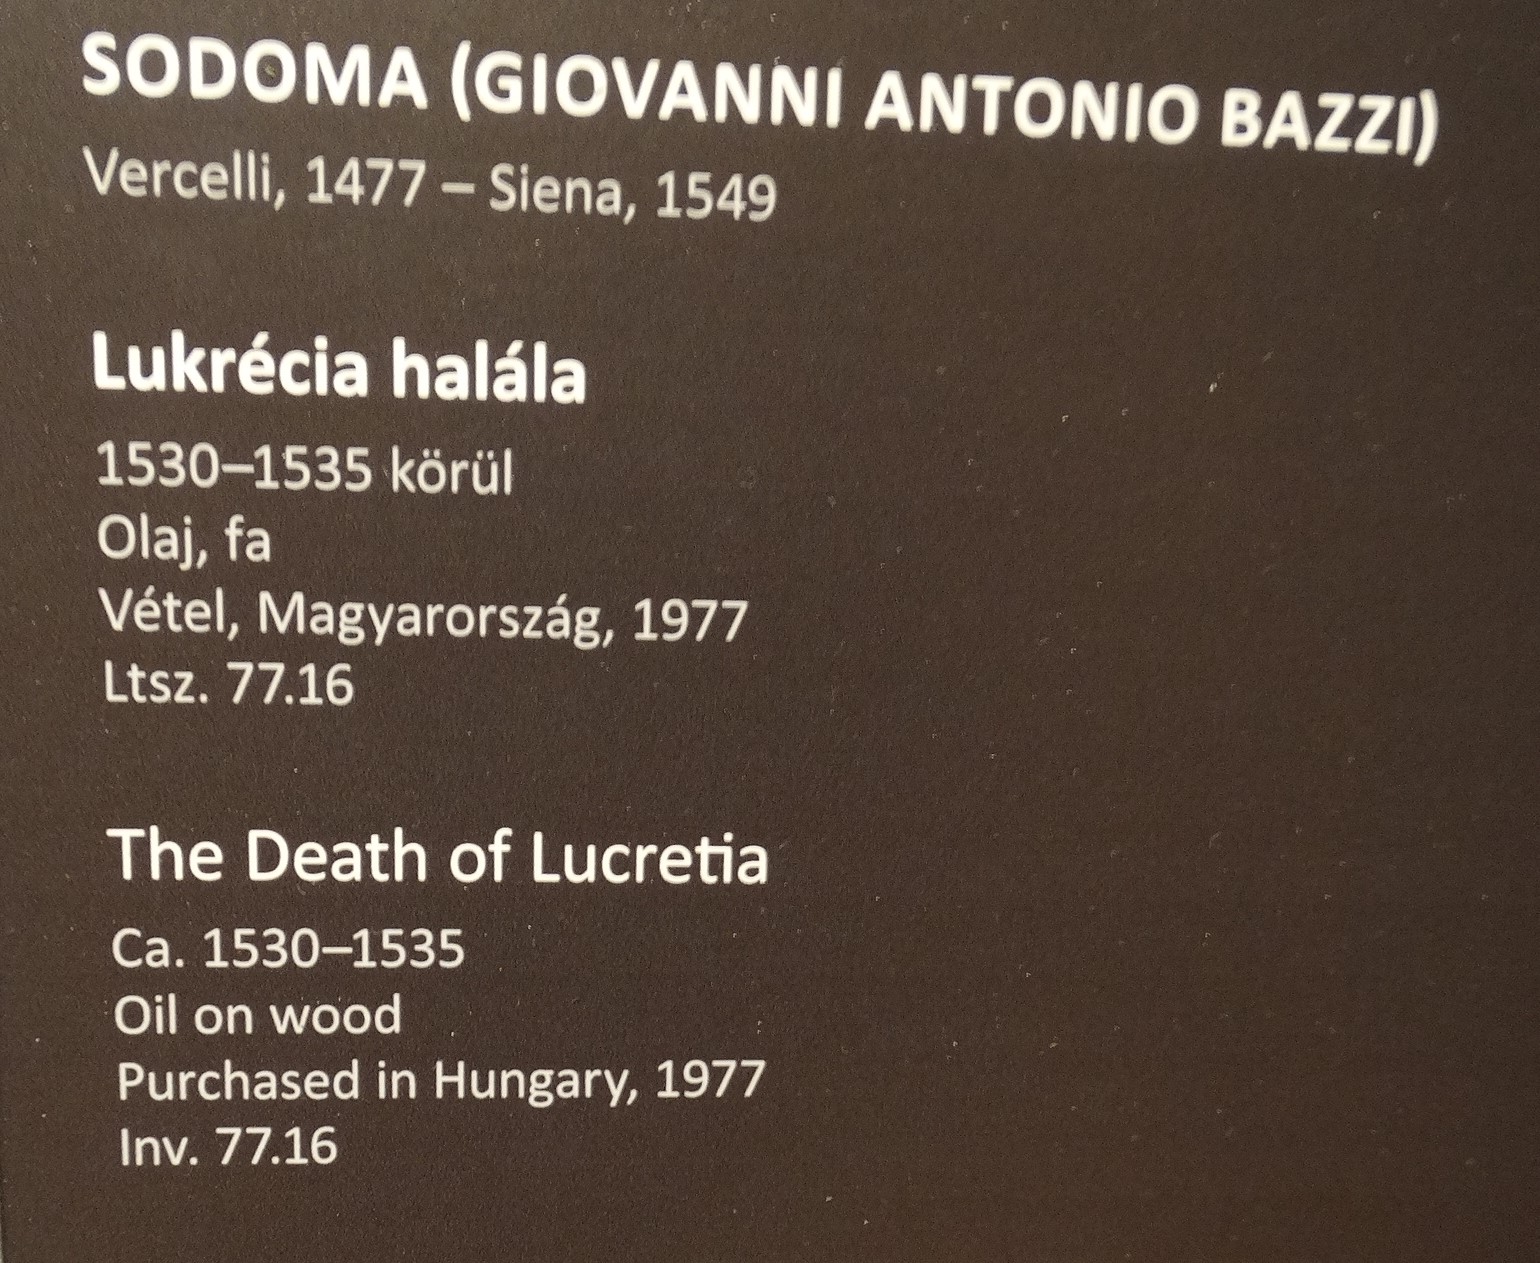 SODOMA (GIOVANNI ANTONIO BAZZI)
Vercelli, 1477 – Siena, 1549
Lukrécia halála
1530–1535 körül
Olaj, fa
Vétel, Magyarország, 1977
Ltsz. 77.16
The Death of Lucretia
Ca. 1530–1535
Oil on wood
Purchased in Hungary, 1977
Inv. 77.16